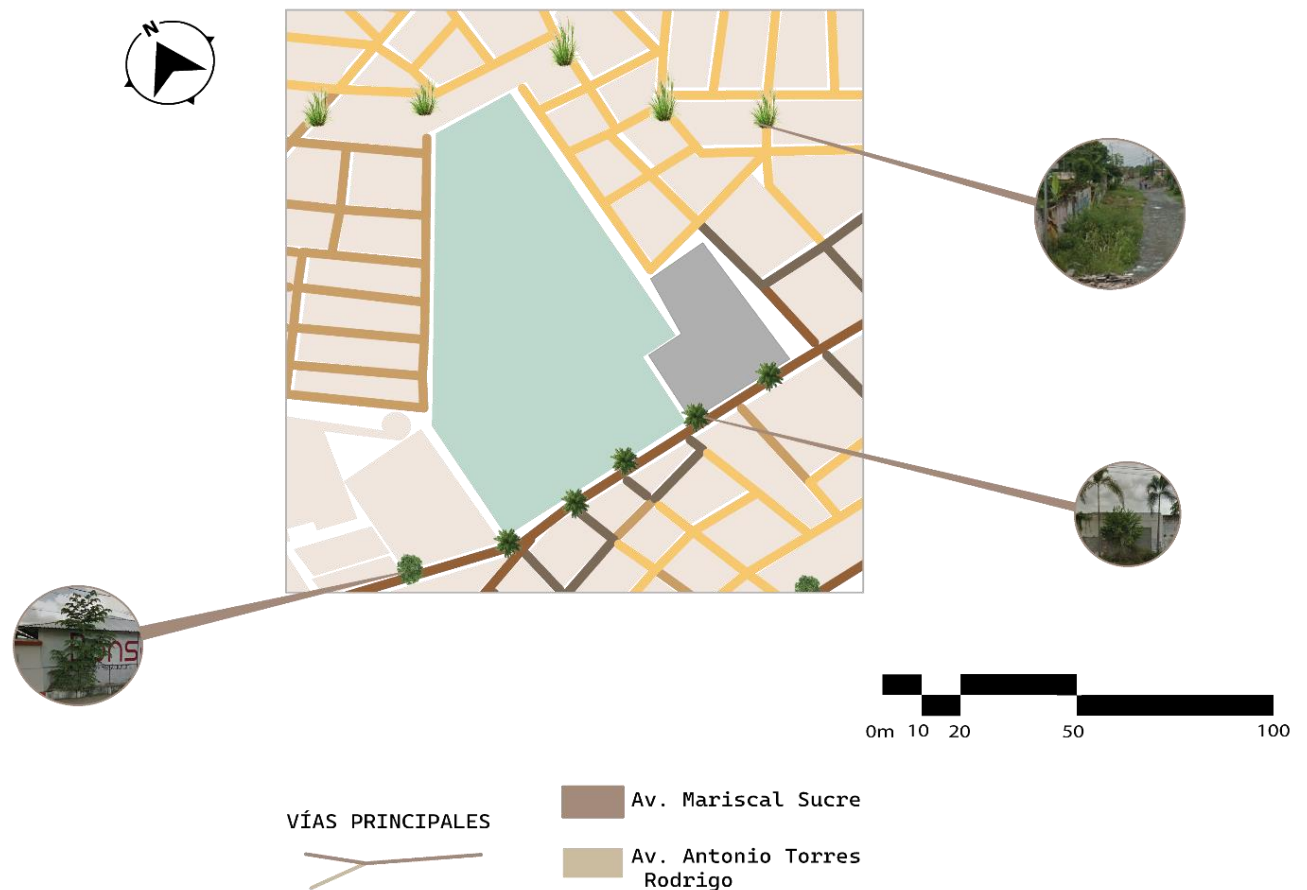 N
0m 10 20 50 100
VÍAS PRINCIPALES
Av. Mariscal Sucre
Av. Antonio Torres
Rodrigo